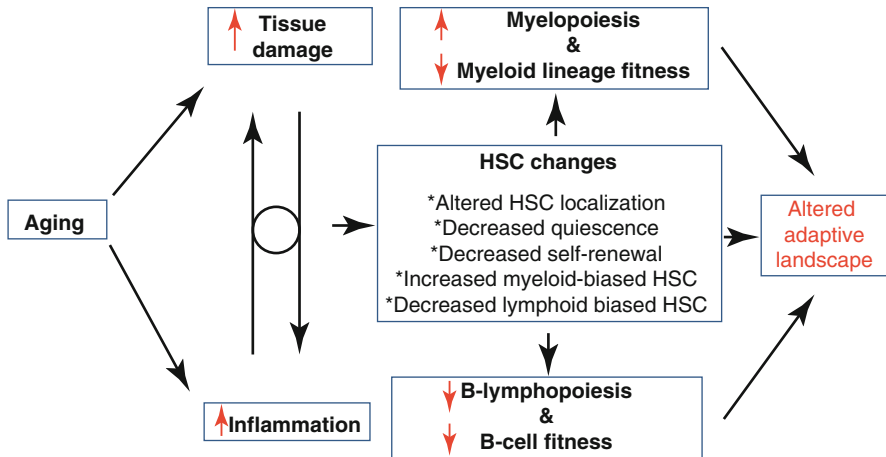 Tissue
damage
Myelopoiesis
&
Myeloid lineage fitness
Aging
HSC changes
*Altered HSC localization
*Decreased quiescence
*Decreased self-renewal
*Increased myeloid-biased HSC
*Decreased lymphoid biased HSC
Altered
adaptive
landscape
Inflammation
B-lymphopoiesis
&
B-cell fitness